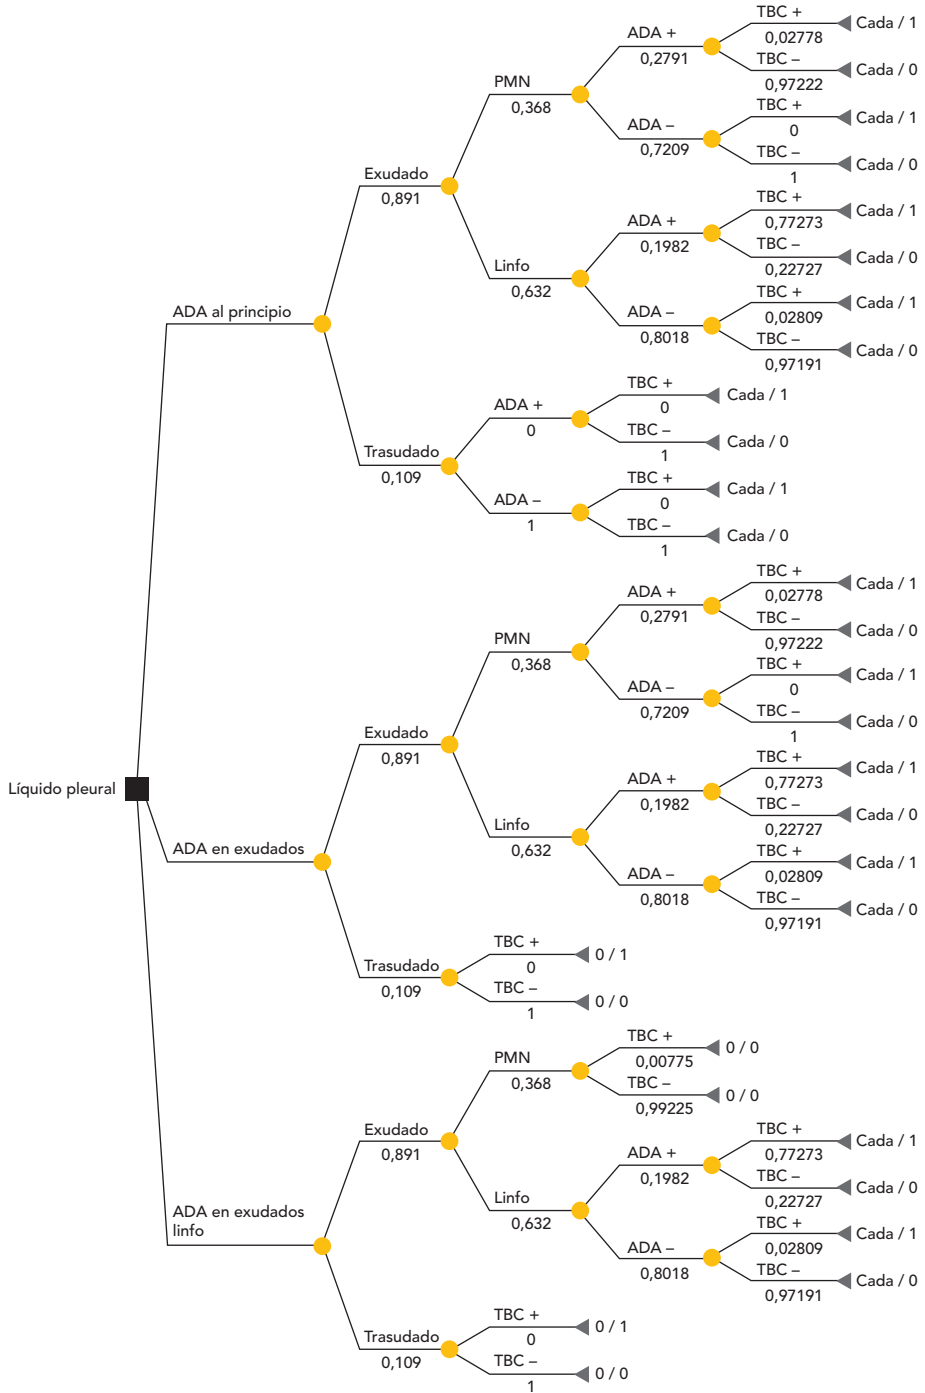 TBC +
Cada / 1
0,02778
ADA +
0,2791
TBC –
Cada / 0
0,97222
PMN
0,368
TBC +
Cada / 1
0
ADA –
0,7209
TBC –
Cada / 0
1
Exudado
0,891
TBC +
Cada / 1
0,77273
ADA +
0,1982
TBC –
Cada / 0
0,22727
Linfo
0,632
TBC +
Cada / 1
0,02809
ADA –
0,8018
TBC –
Cada / 0
0,97191
ADA al principio
TBC +
Cada / 1
0
ADA +
0
TBC –
Cada / 0
1
Trasudado
0,109
TBC +
Cada / 1
0
ADA –
1
TBC –
Cada / 0
1
TBC +
Cada / 1
0,02778
ADA +
0,2791
TBC –
Cada / 0
0,97222
PMN
0,368
TBC +
Cada / 1
0
ADA –
0,7209
TBC –
Cada / 0
1
Exudado
0,891
TBC +
Cada / 1
0,77273
ADA +
0,1982
TBC –
Cada / 0
0,22727
Líquido pleural
Linfo
0,632
TBC +
Cada / 1
0,02809
ADA –
0,8018
TBC –
Cada / 0
0,97191
ADA en exudados
TBC +
0 / 1
0
Trasudado
0,109
TBC –
0 / 0
1
TBC +
0 / 0
0,00775
PMN
0,368
TBC –
0 / 0
0,99225
Exudado
0,891
TBC +
Cada / 1
0,77273
ADA +
0,1982
TBC –
Cada / 0
0,22727
Linfo
0,632
TBC +
Cada / 1
0,02809
ADA –
0,8018
TBC –
Cada / 0
0,97191
ADA en exudados
linfo
TBC +
0 / 1
0
Trasudado
0,109
TBC –
0 / 0
1